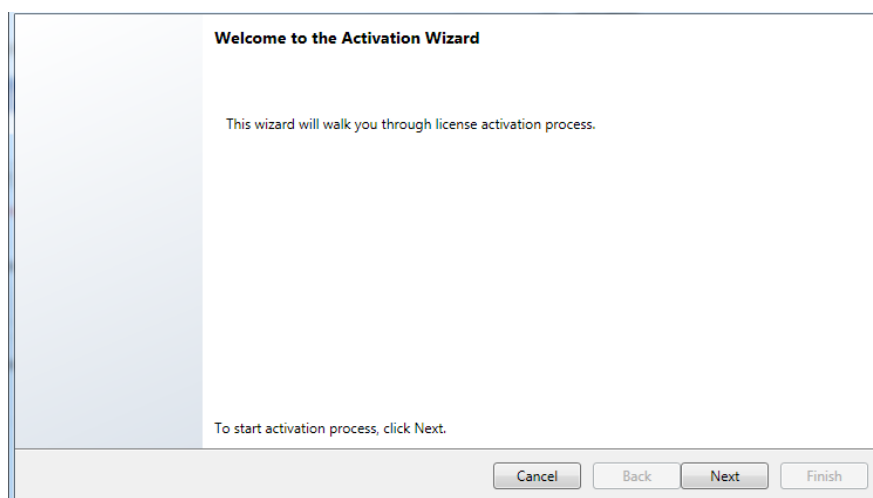 Welcome to the Activation Wizard
This wizard will walk you through license activation process.
To start activation process, click Next.
Cancel Back Next Finish